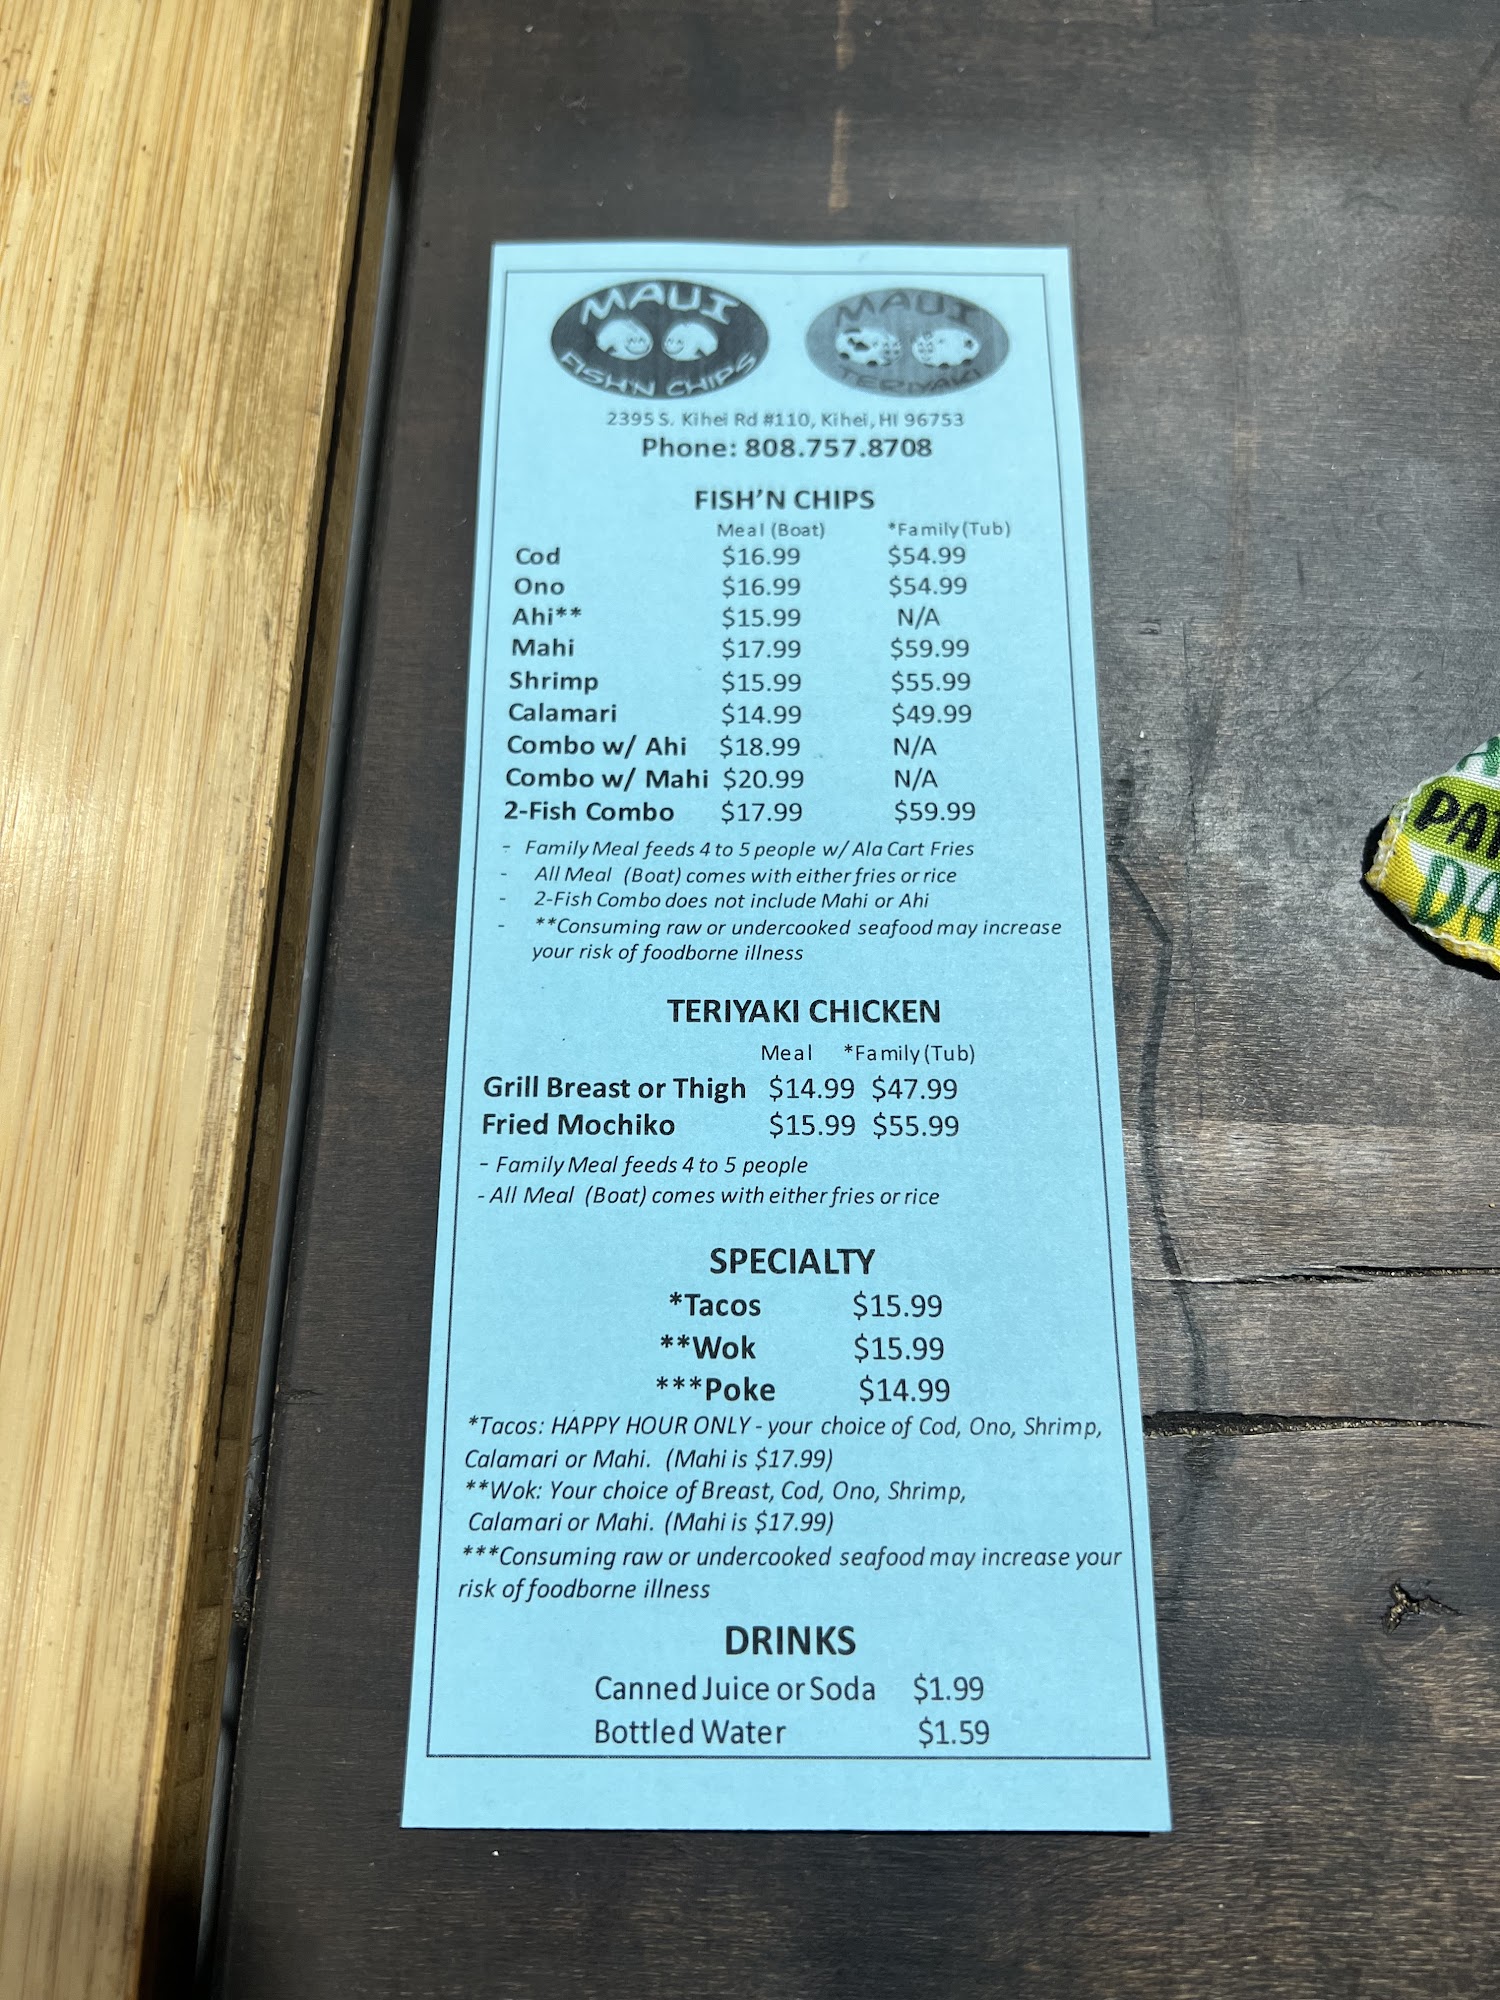 MAUI
FISH'N CHIPS
MAUI
TERIYAKI
2395 S. Kihei Rd #110, Kihei, HI 96753
Phone: 808.757.8708
FISH'N CHIPS
Meal (Boat) *Family (Tub)
Cod $16.99 $54.99
Ono $16.99 $54.99
Ahi** $15.99 N/A
Mahi $17.99 $59.99
Shrimp $15.99 $55.99
Calamari $14.99 $49.99
Combo w/ Ahi $18.99 N/A
Combo w/ Mahi $20.99 N/A
2-Fish Combo $17.99 $59.99
- Family Meal feeds 4 to 5 people w/ Ala Cart Fries
- All Meal (Boat) comes with either fries or rice
- 2-Fish Combo does not include Mahi or Ahi
- **Consuming raw or undercooked seafood may increase
your risk of foodborne illness
TERIYAKI CHICKEN
Meal *Family (Tub)
Grill Breast or Thigh $14.99 $47.99
Fried Mochiko $15.99 $55.99
- Family Meal feeds 4 to 5 people
- All Meal (Boat) comes with either fries or rice
SPECIALTY
*Tacos $15.99
**Wok $15.99
***Poke $14.99
*Tacos: HAPPY HOUR ONLY - your choice of Cod, Ono, Shrimp,
Calamari or Mahi. (Mahi is $17.99)
**Wok: Your choice of Breast, Cod, Ono, Shrimp,
Calamari or Mahi. (Mahi is $17.99)
***Consuming raw or undercooked seafood may increase your
risk of foodborne illness
DRINKS
Canned Juice or Soda $1.99
Bottled Water $1.59